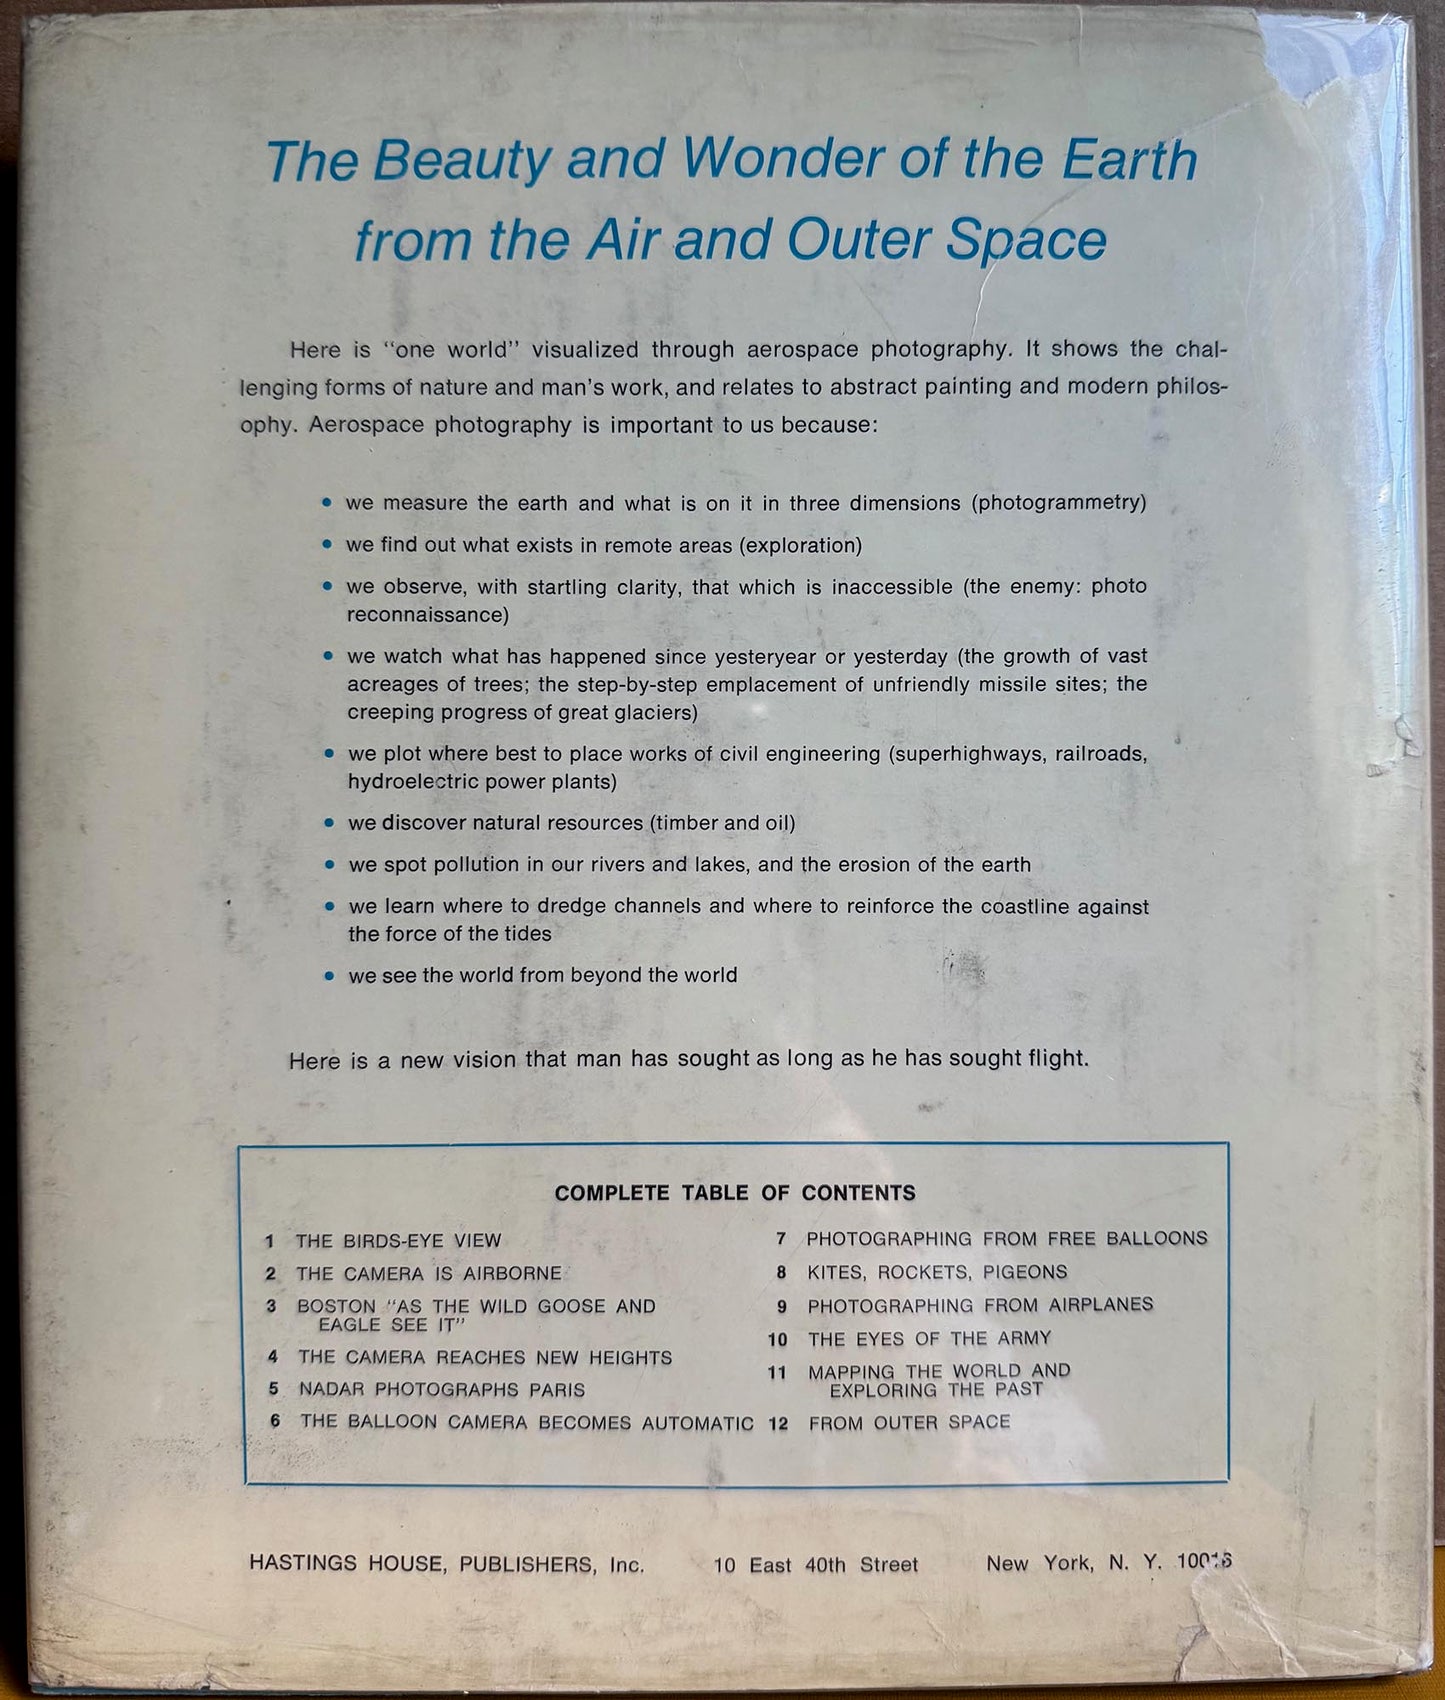 The Beauty and Wonder of the Earth
from the Air and Outer Space
Here is “one world” visualized through aerospace photography. It shows the chal-
lenging forms of nature and man's work, and relates to abstract painting and modern philos-
ophy. Aerospace photography is important to us because:
• we measure the earth and what is on it in three dimensions (photogrammetry)
• we find out what exists in remote areas (exploration)
• we observe, with startling clarity, that which is inaccessible (the enemy: photo
reconnaissance)
• we watch what has happened since yesteryear or yesterday (the growth of vast
acreages of trees; the step-by-step emplacement of unfriendly missile sites; the
creeping progress of great glaciers)
• we plot where best to place works of civil engineering (superhighways, railroads,
hydroelectric power plants)
• we discover natural resources (timber and oil)
• we spot pollution in our rivers and lakes, and the erosion of the earth
• we learn where to dredge channels and where to reinforce the coastline against
the force of the tides
• we see the world from beyond the world
Here is a new vision that man has sought as long as he has sought flight.
COMPLETE TABLE OF CONTENTS
1 THE BIRDS-EYE VIEW
2 THE CAMERA IS AIRBORNE
3 BOSTON “AS THE WILD GOOSE AND
EAGLE SEE IT”
4 THE CAMERA REACHES NEW HEIGHTS
5 NADAR PHOTOGRAPHS PARIS
6 THE BALLOON CAMERA BECOMES AUTOMATIC
7 PHOTOGRAPHING FROM FREE BALLOONS
8 KITES, ROCKETS, PIGEONS
9 PHOTOGRAPHING FROM AIRPLANES
10 THE EYES OF THE ARMY
11 MAPPING THE WORLD AND
EXPLORING THE PAST
12 FROM OUTER SPACE
HASTINGS HOUSE, PUBLISHERS, Inc. 10 East 40th Street New York, N. Y. 10016